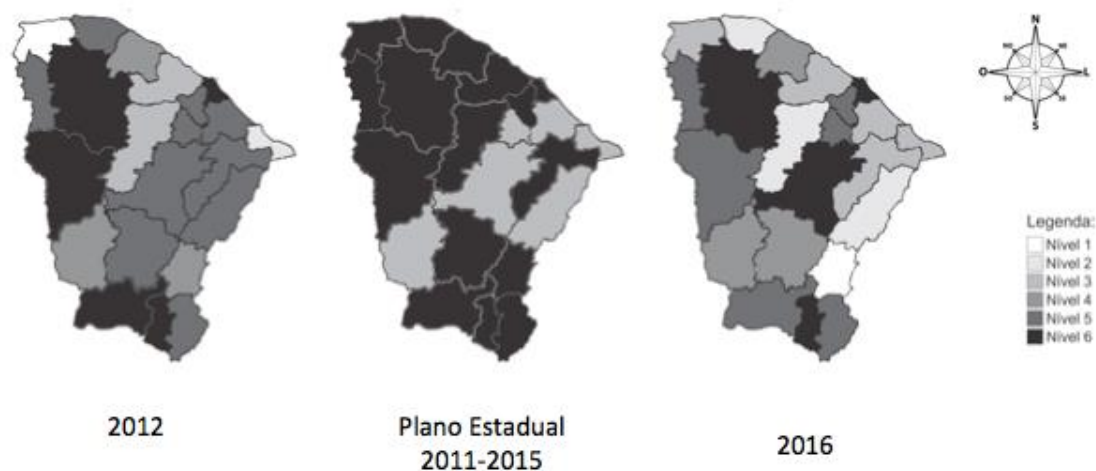 N
O
L
S
Legenda:
Nível 1
Nível 2
Nível 3
Nível 4
Nível 5
Nível 6
2012
Plano Estadual
2011-2015
2016